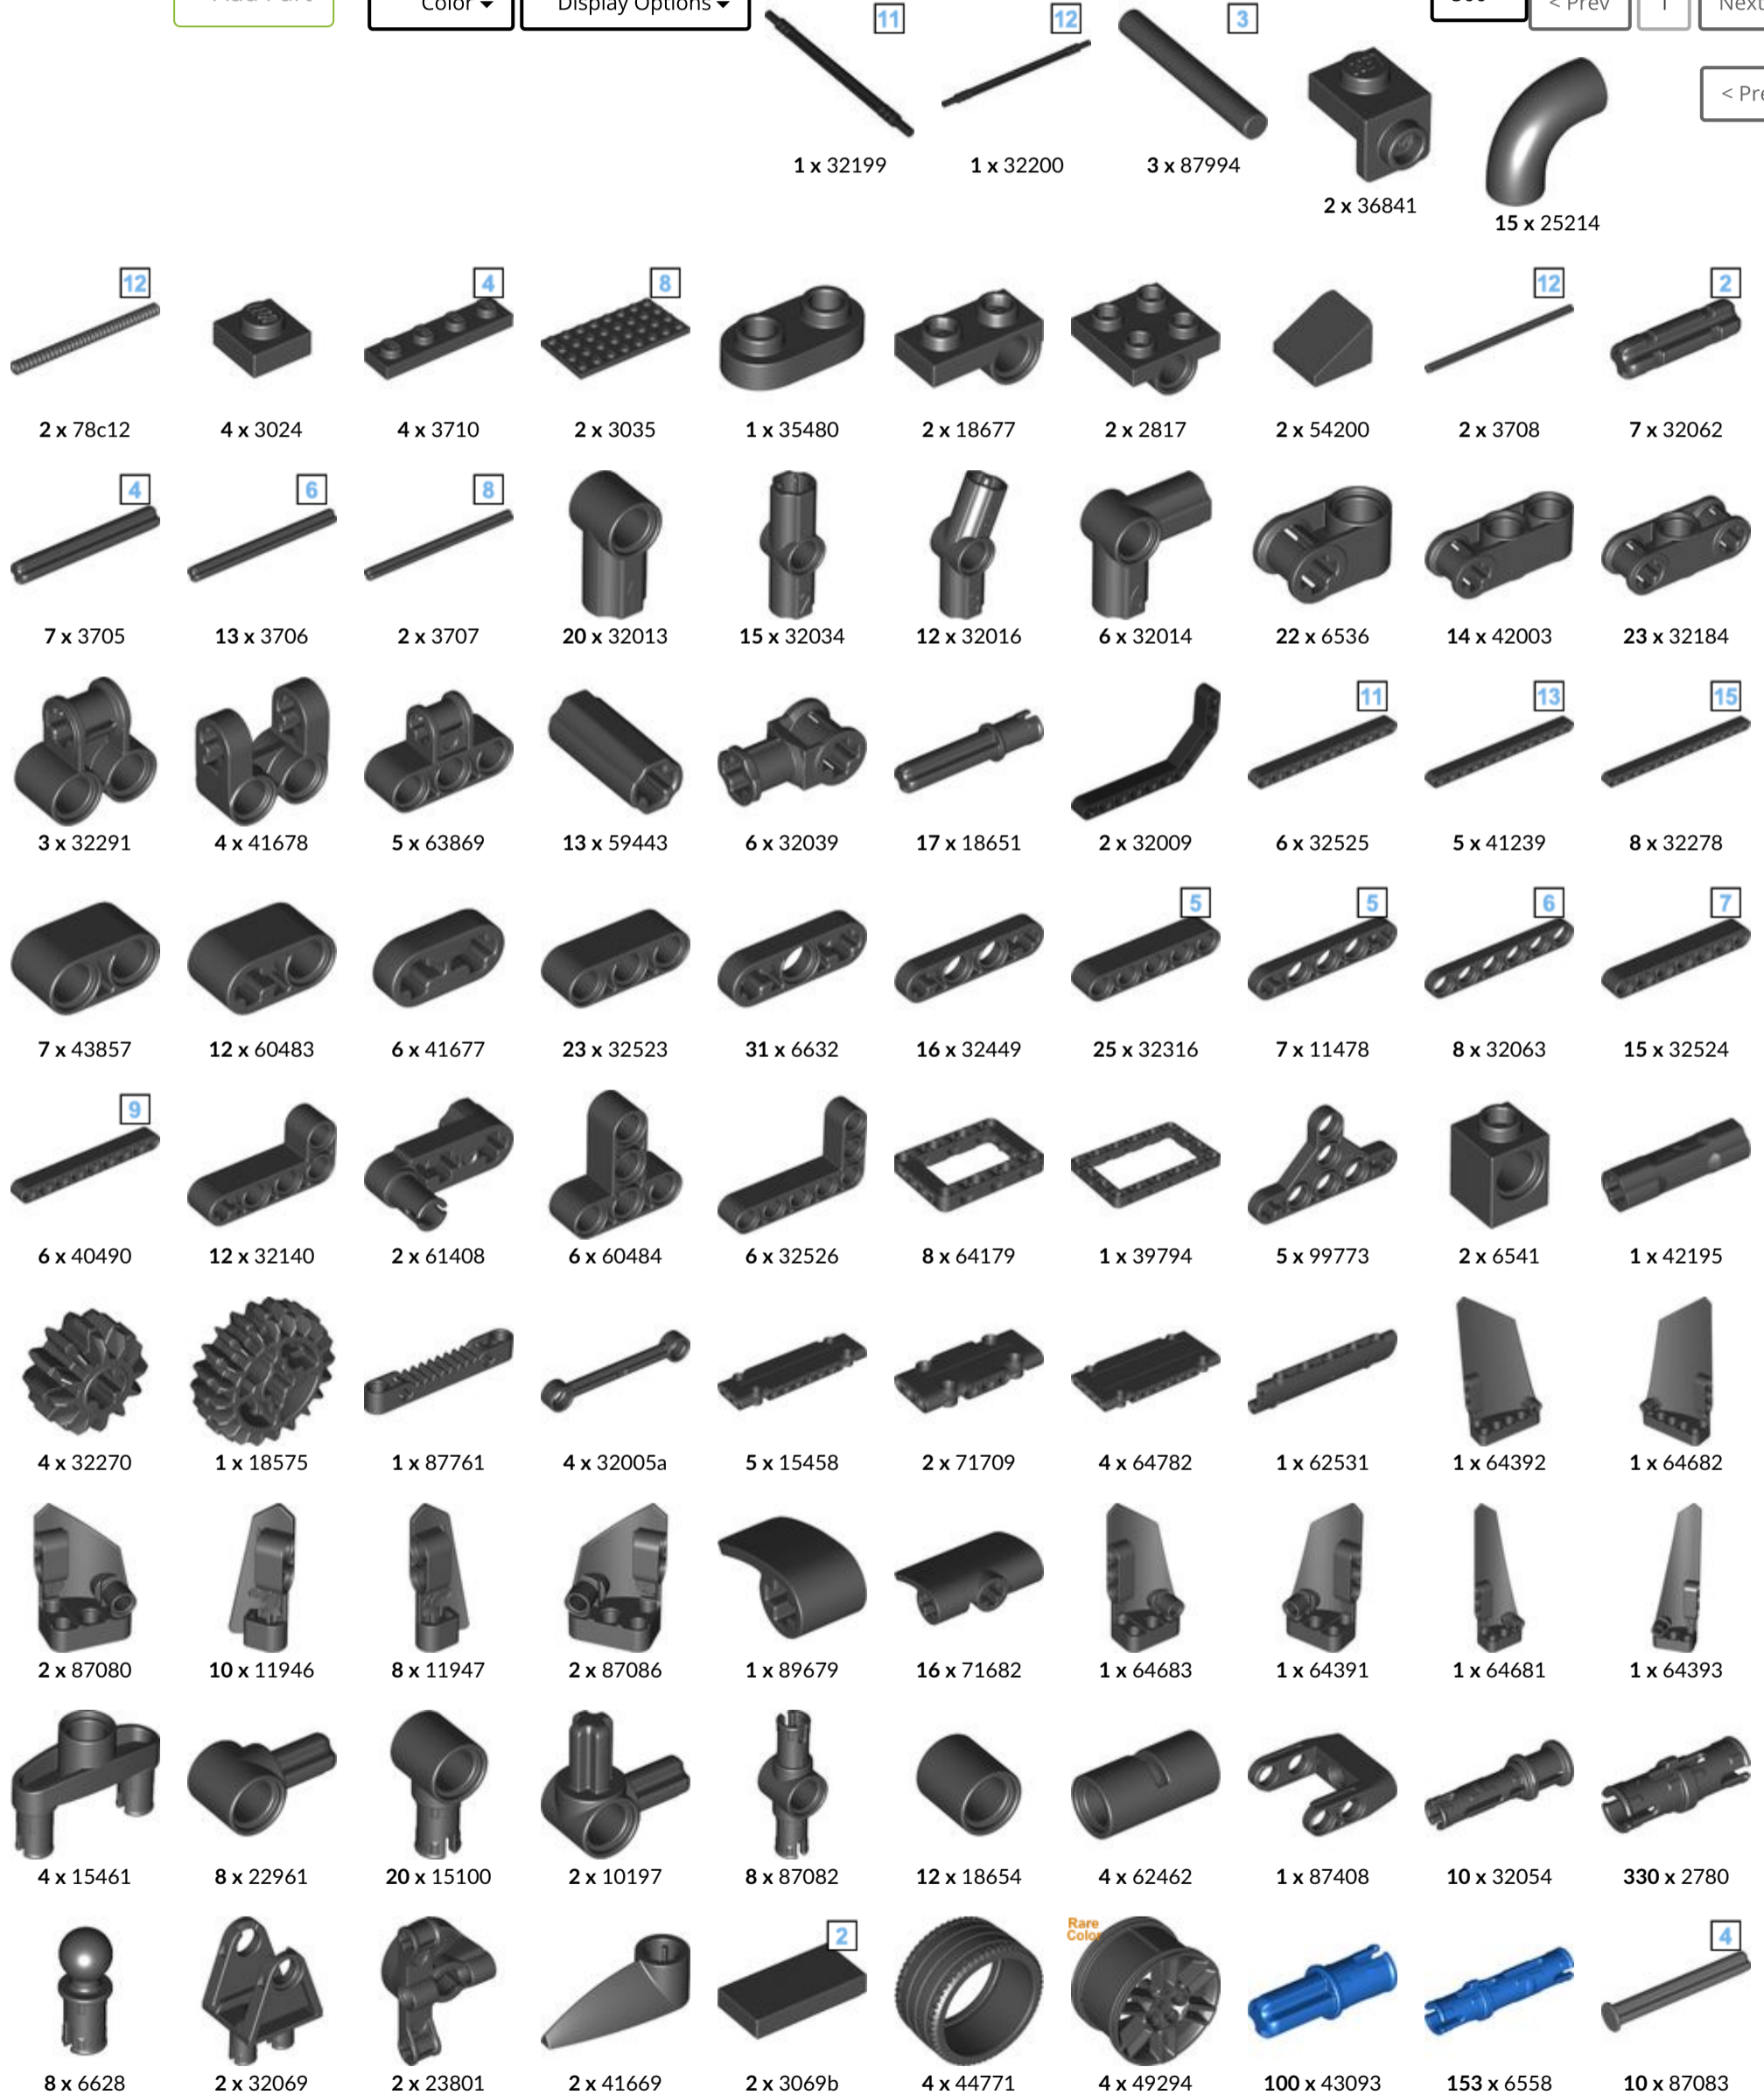 Color
Display Options
< Prev
1
Next
11
12
3
< Pre
1 x 32199
1 x 32200
3 x 87994
2 x 36841
15 x 25214
12
4
8
12
2
2 x 78c12
4 x 3024
4 x 3710
2 x 3035
1 x 35480
2 x 18677
2 x 2817
2 x 54200
2 x 3708
7 x 32062
4
6
8
7 x 3705
13 x 3706
2 x 3707
20 x 32013
15 x 32034
12 x 32016
6 x 32014
22 x 6536
14 x 42003
23 x 32184
11
13
15
3 x 32291
4 x 41678
5 x 63869
13 x 59443
6 x 32039
17 x 18651
2 x 32009
6 x 32525
5 x 41239
8 x 32278
5
5
6
7
7 x 43857
12 x 60483
6 x 41677
23 x 32523
31 x 6632
16 x 32449
25 x 32316
7 x 11478
8 x 32063
15 x 32524
9
6 x 40490
12 x 32140
2 x 61408
6 x 60484
6 x 32526
8 x 64179
1 x 39794
5 x 99773
2 x 6541
1 x 42195
4 x 32270
1 x 18575
1 x 87761
4 x 32005a
5 x 15458
2 x 71709
4 x 64782
1 x 62531
1 x 64392
1 x 64682
2 x 87080
10 x 11946
8 x 11947
2 x 87086
1 x 89679
16 x 71682
1 x 64683
1 x 64391
1 x 64681
1 x 64393
4 x 15461
8 x 22961
20 x 15100
2 x 10197
8 x 87082
12 x 18654
4 x 62462
1 x 87408
10 x 32054
330 x 2780
2
Rare
Color
4
8 x 6628
2 x 32069
2 x 23801
2 x 41669
2 x 3069b
4 x 44771
4 x 49294
100 x 43093
153 x 6558
10 x 87083